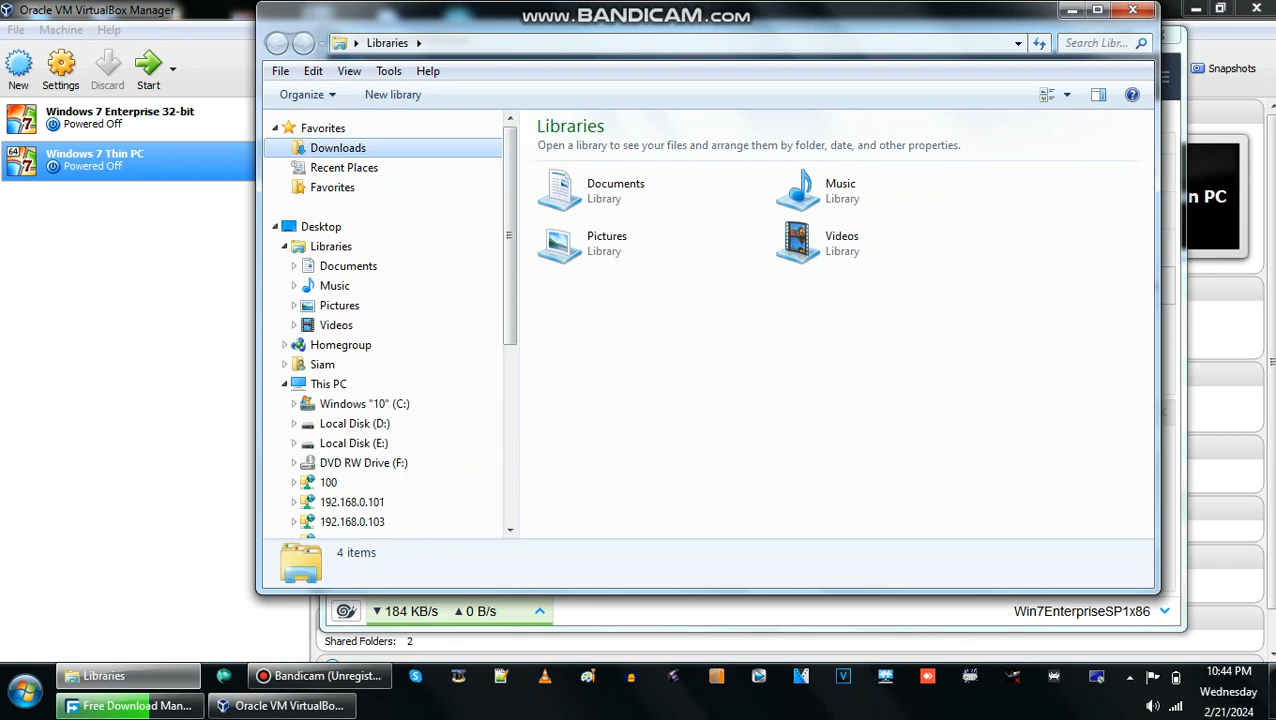 Oracle VM VirtualBox Manager
www.BANDICAM.com
File Machine Help
Libraries
Search Libr...
New Settings Discard Start
Snapshots
File Edit View Tools Help
Organize New library
Windows 7 Enterprise 32-bit
Powered Off
64
Windows 7 Thin PC
Powered Off
Favorites
Downloads
Recent Places
Favorites
Desktop
Libraries
Documents
Music
Pictures
Videos
Homegroup
Siam
This PC
Windows "10" (C:)
Local Disk (D:)
Local Disk (E:)
DVD RW Drive (F:)
100
192.168.0.101
192.168.0.103
Libraries
Open a library to see your files and arrange them by folder, date, and other properties.
Documents
Library
Music
Library
Pictures
Library
Videos
Library
n PC
4 items
184 KB/s 0 B/s
Win7EnterpriseSP1x86
Shared Folders: 2
Libraries
Bandicam (Unregist...
Free Download Man...
Oracle VM VirtualBo...
10:44 PM
Wednesday
2/21/2024